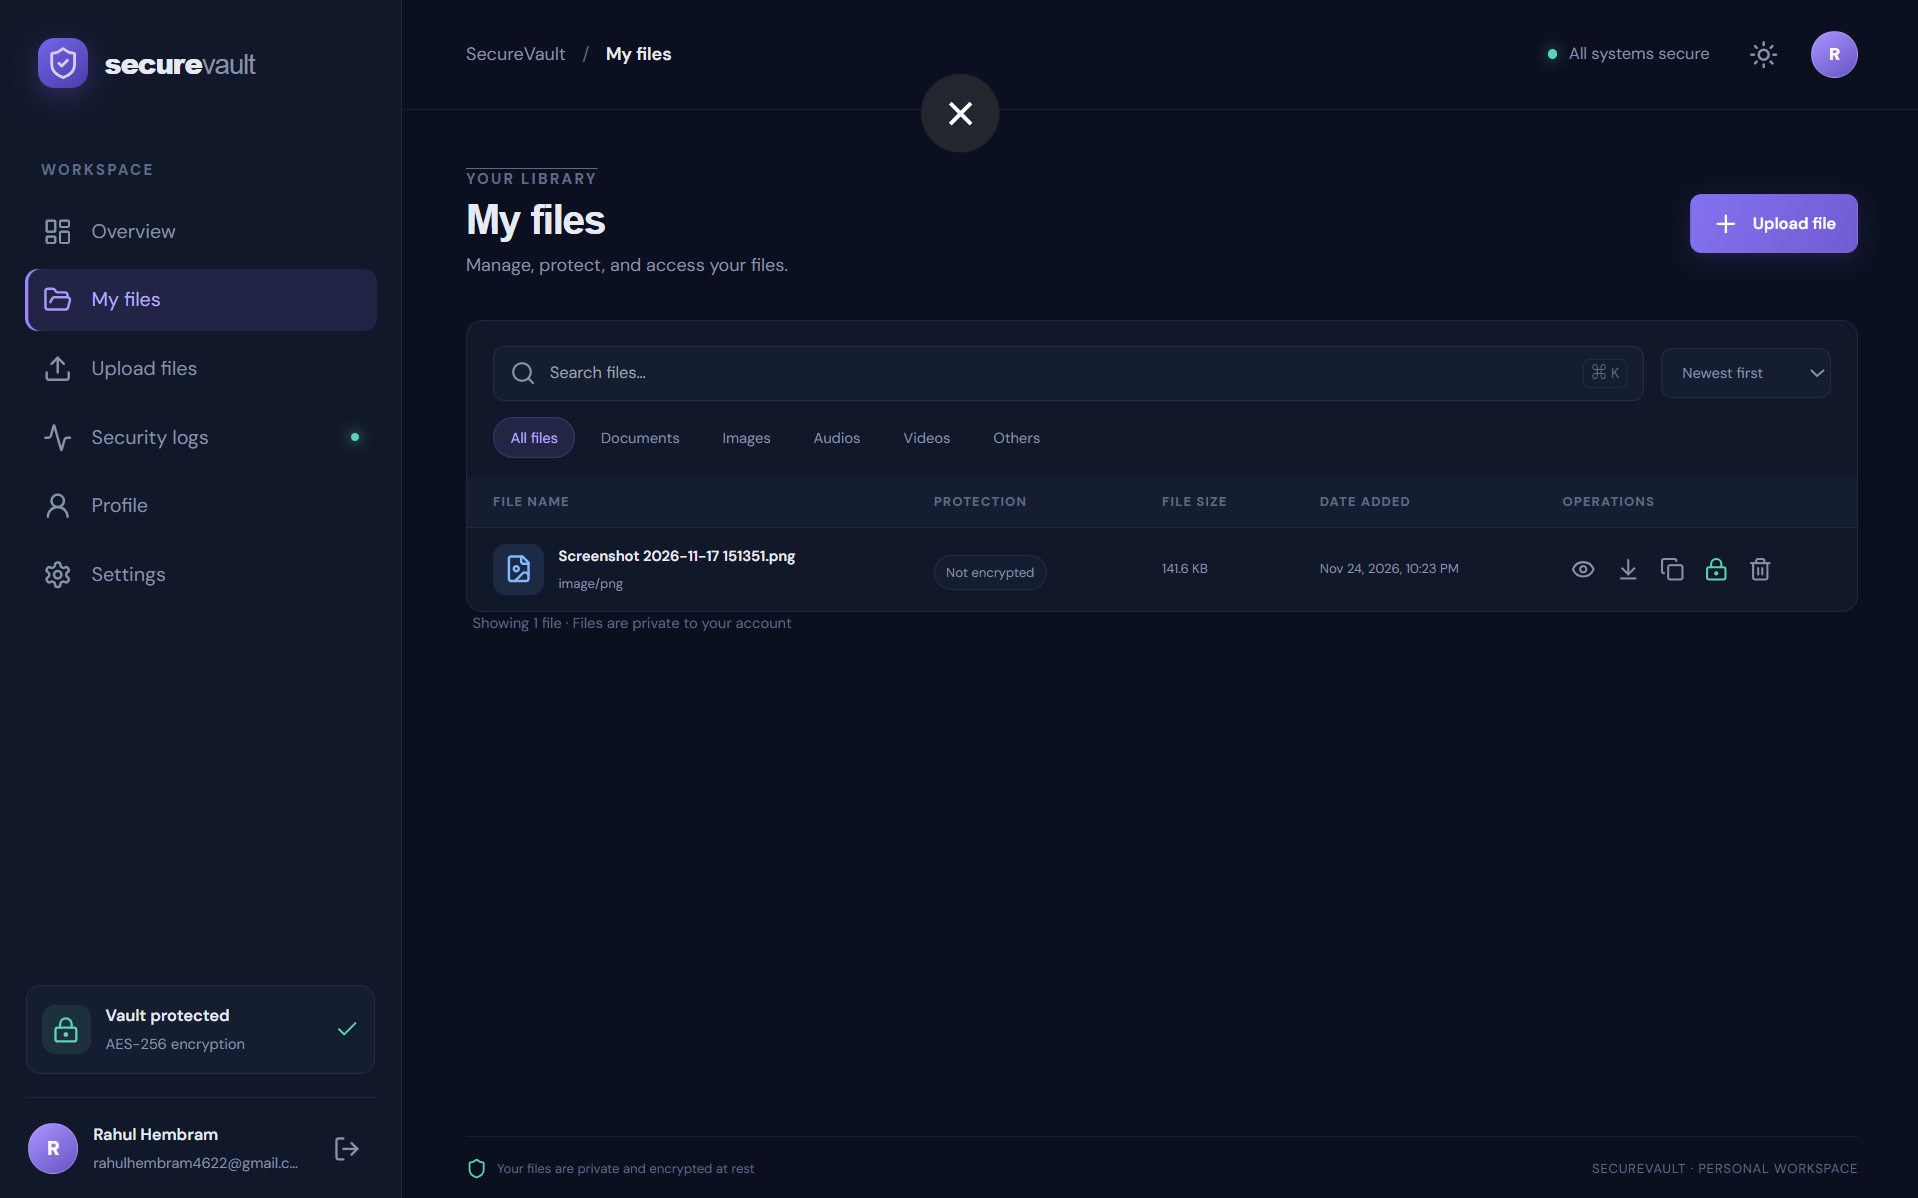 securevault
WORKSPACE
Overview
My files
Upload files
Security logs
Profile
Settings
Vault protected
AES-256 encryption
R
Rahul Hembram
rahulhembram4622@gmail.c...
SecureVault / My files
All systems secure
R
YOUR LIBRARY
My files
Manage, protect, and access your files.
Upload file
Search files...
⌘ K
Newest first
All files Documents Images Audios Videos Others
FILE NAME PROTECTION FILE SIZE DATE ADDED OPERATIONS
Screenshot 2026-11-17 151351.png
image/png
Not encrypted
141.6 KB
Nov 24, 2026, 10:23 PM
Showing 1 file · Files are private to your account
Your files are private and encrypted at rest
SECUREVAULT · PERSONAL WORKSPACE